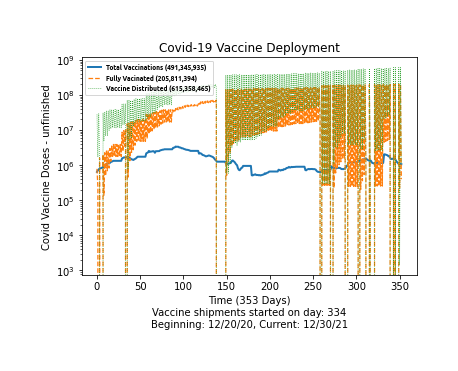 Covid-19 Vaccine Deployment
Total Vaccinations (491,345,935)
Fully Vacinated (205,811,394)
Vaccine Distributed (615,358,465)
Covid Vaccine Doses - unfinished
10⁹
10⁸
10⁷
10⁶
10⁵
10⁴
10³
0 50 100 150 200 250 300 350
Time (353 Days)
Vaccine shipments started on day: 334
Beginning: 12/20/20, Current: 12/30/21